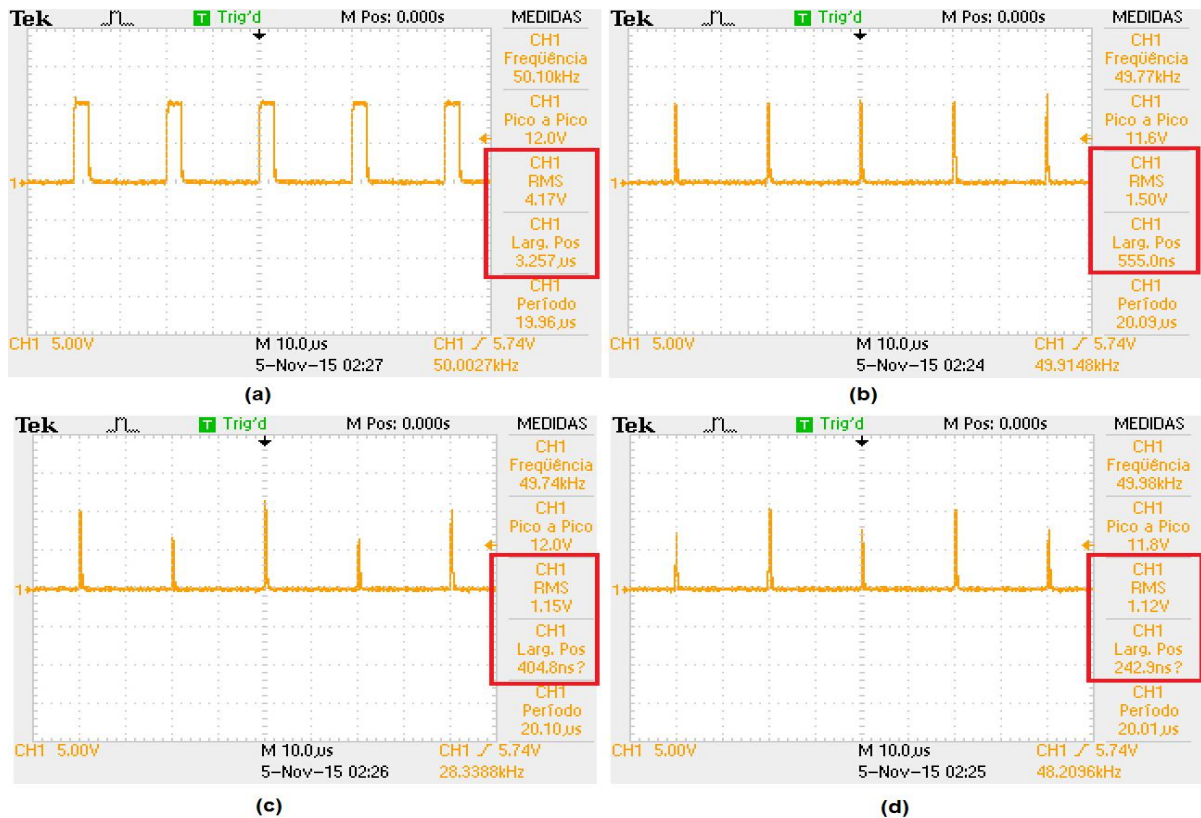 Tek
T Trig'd
M Pos: 0.000s
MEDIDAS
CH1
Freqüência
50.10kHz
CH1
Pico a Pico
12.0V
CH1
RMS
4.17V
CH1
Larg. Pos
3.257µs
CH1
Período
19.96µs
1
CH1 5.00V
M 10.0µs
CH1 5.74V
5-Nov-15 02:27
50.0027kHz
(a)
Tek
T Trig'd
M Pos: 0.000s
MEDIDAS
CH1
Freqüência
49.77kHz
CH1
Pico a Pico
11.6V
CH1
RMS
1.50V
CH1
Larg. Pos
555.0ns
CH1
Período
20.09µs
1
CH1 5.00V
M 10.0µs
CH1 5.74V
5-Nov-15 02:24
49.9148kHz
(b)
Tek
T Trig'd
M Pos: 0.000s
MEDIDAS
CH1
Freqüência
49.74kHz
CH1
Pico a Pico
12.0V
CH1
RMS
1.15V
CH1
Larg. Pos
404.8ns?
CH1
Período
20.10µs
1
CH1 5.00V
M 10.0µs
CH1 5.74V
5-Nov-15 02:26
28.3388kHz
(c)
Tek
T Trig'd
M Pos: 0.000s
MEDIDAS
CH1
Freqüência
49.98kHz
CH1
Pico a Pico
11.8V
CH1
RMS
1.12V
CH1
Larg. Pos
242.9ns?
CH1
Período
20.01µs
1
CH1 5.00V
M 10.0µs
CH1 5.74V
5-Nov-15 02:25
48.2096kHz
(d)